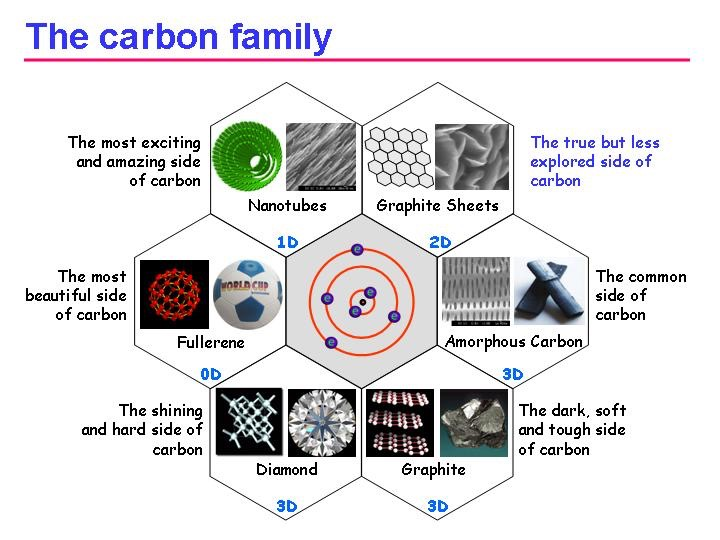 The carbon family
The most exciting
and amazing side
of carbon
Nanotubes
1D
Graphite Sheets
2D
The true but less
explored side of
carbon
The most
beautiful side
of carbon
WORLD CUP
Fullerene
0D
e
e
e
e
e
e
Amorphous Carbon
3D
The common
side of
carbon
The shining
and hard side of
carbon
Diamond
3D
Graphite
3D
The dark, soft
and tough side
of carbon